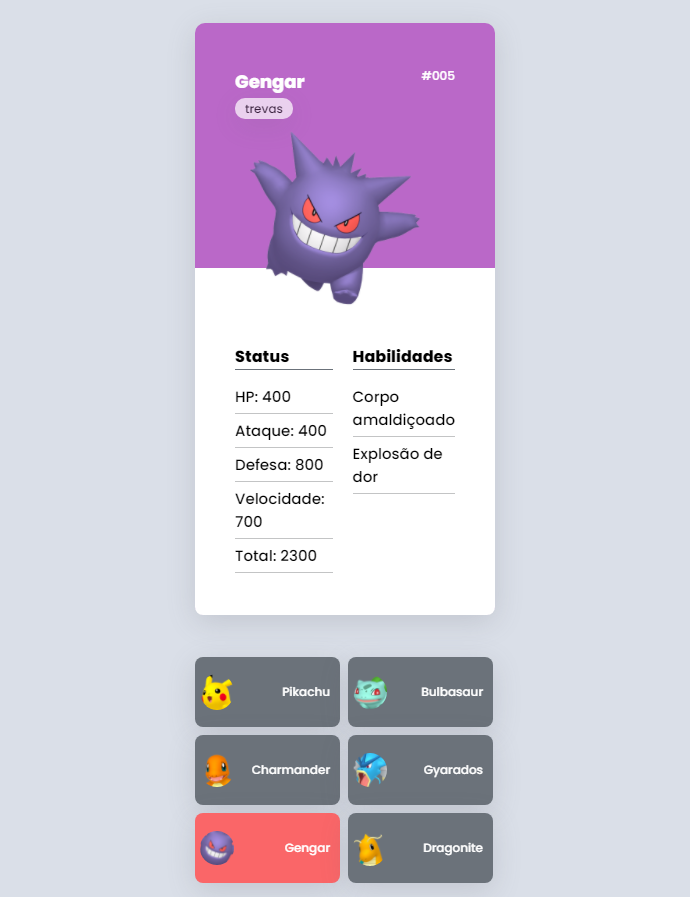 Gengar
#005
trevas
Status
HP: 400
Ataque: 400
Defesa: 800
Velocidade:
700
Total: 2300
Habilidades
Corpo
amaldiçoado
Explosão de
dor
Pikachu
Bulbasaur
Charmander
Gyarados
Gengar
Dragonite